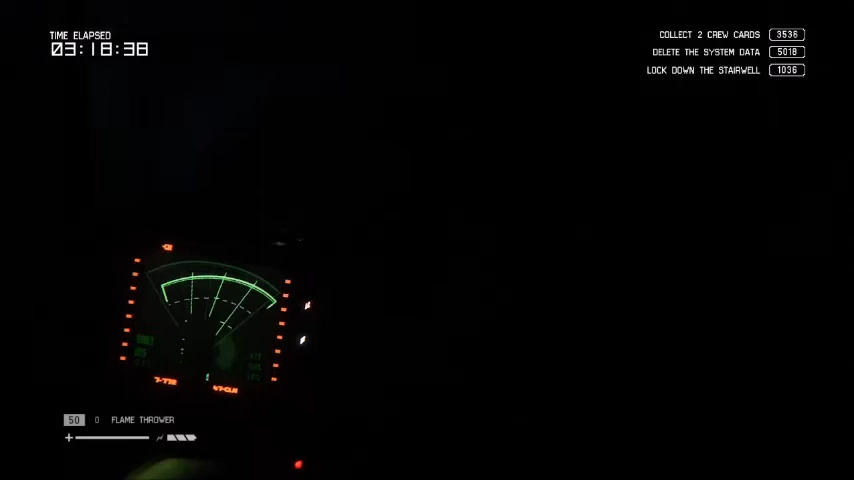 TIME ELAPSED
03:18:38
COLLECT 2 CREW CARDS 3536
DELETE THE SYSTEM DATA 5018
LOCK DOWN THE STAIRWELL 1036
50 0 FLAME THROWER